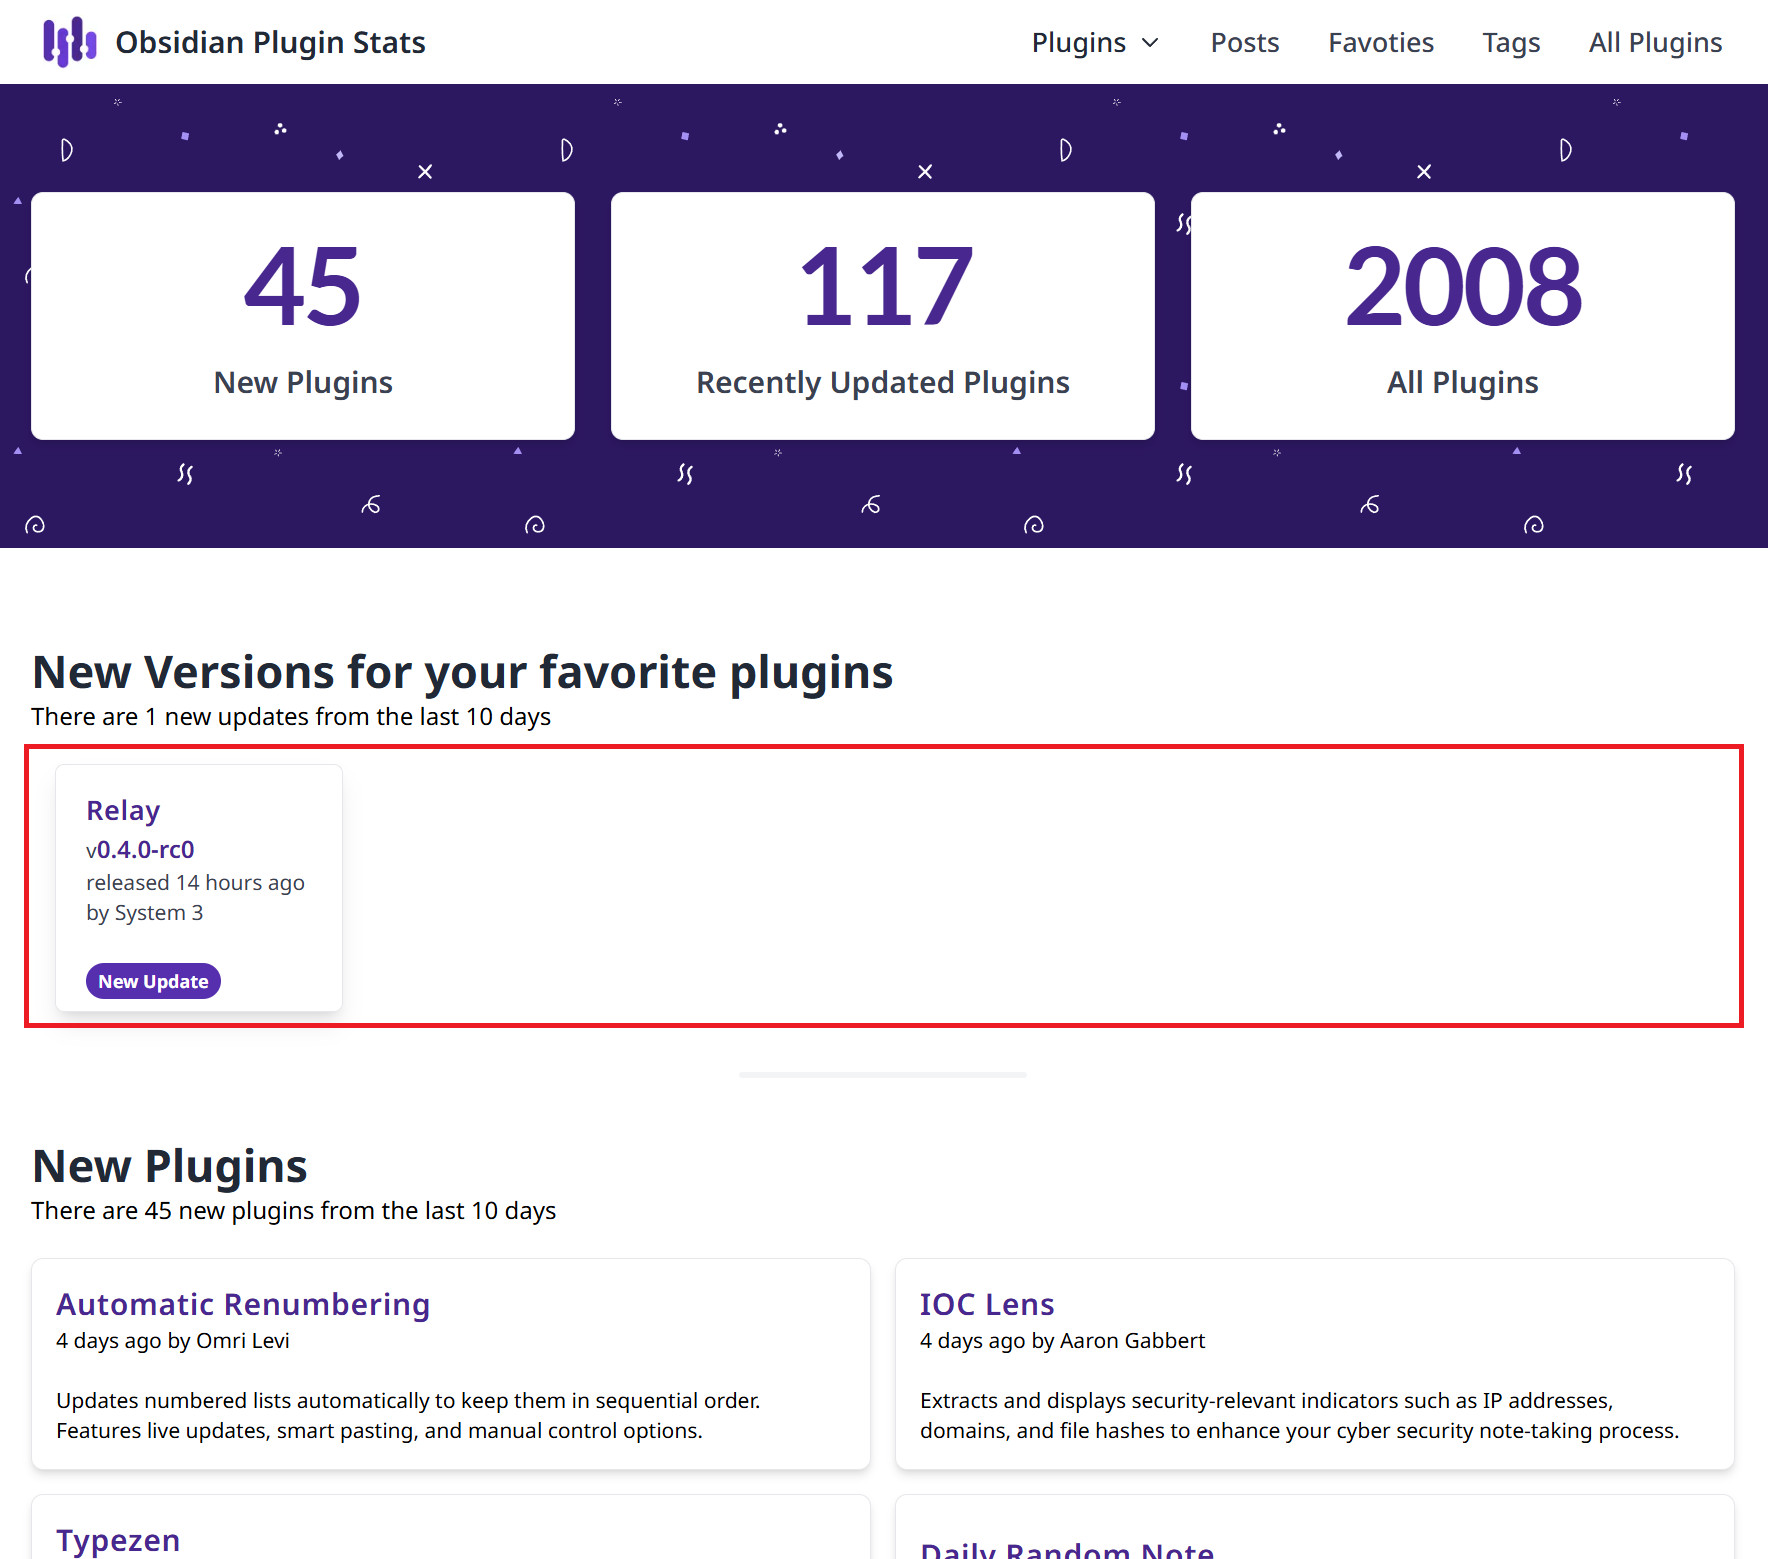 Obsidian Plugin Stats
Plugins
Posts
Favoties
Tags
All Plugins
45
New Plugins
117
Recently Updated Plugins
2008
All Plugins
New Versions for your favorite plugins
There are 1 new updates from the last 10 days
Relay
v0.4.0-rc0
released 14 hours ago
by System 3
New Update
New Plugins
There are 45 new plugins from the last 10 days
Automatic Renumbering
4 days ago by Omri Levi
Updates numbered lists automatically to keep them in sequential order.
Features live updates, smart pasting, and manual control options.
IOC Lens
4 days ago by Aaron Gabbert
Extracts and displays security-relevant indicators such as IP addresses,
domains, and file hashes to enhance your cyber security note-taking process.
Typezen
Daily Random Note